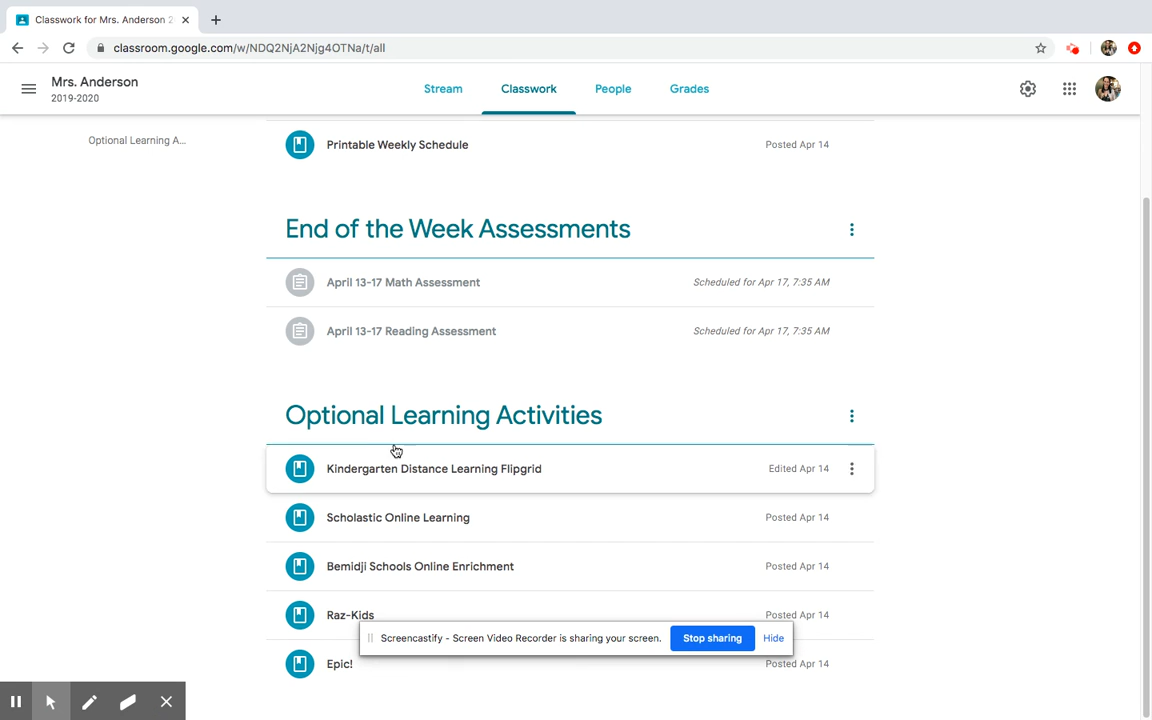 Classwork for Mrs. Anderson 2
classroom.google.com/w/NDQ2NjA2Njg4OTNa/t/all
Mrs. Anderson
2019-2020
Stream
Classwork
People
Grades
Optional Learning A...
Printable Weekly Schedule
Posted Apr 14
End of the Week Assessments
April 13-17 Math Assessment
Scheduled for Apr 17, 7:35 AM
April 13-17 Reading Assessment
Scheduled for Apr 17, 7:35 AM
Optional Learning Activities
Kindergarten Distance Learning Flipgrid
Edited Apr 14
Scholastic Online Learning
Posted Apr 14
Bemidji Schools Online Enrichment
Posted Apr 14
Raz-Kids
Posted Apr 14
Screencastify - Screen Video Recorder is sharing your screen.
Stop sharing
Hide
Epic!
Posted Apr 14